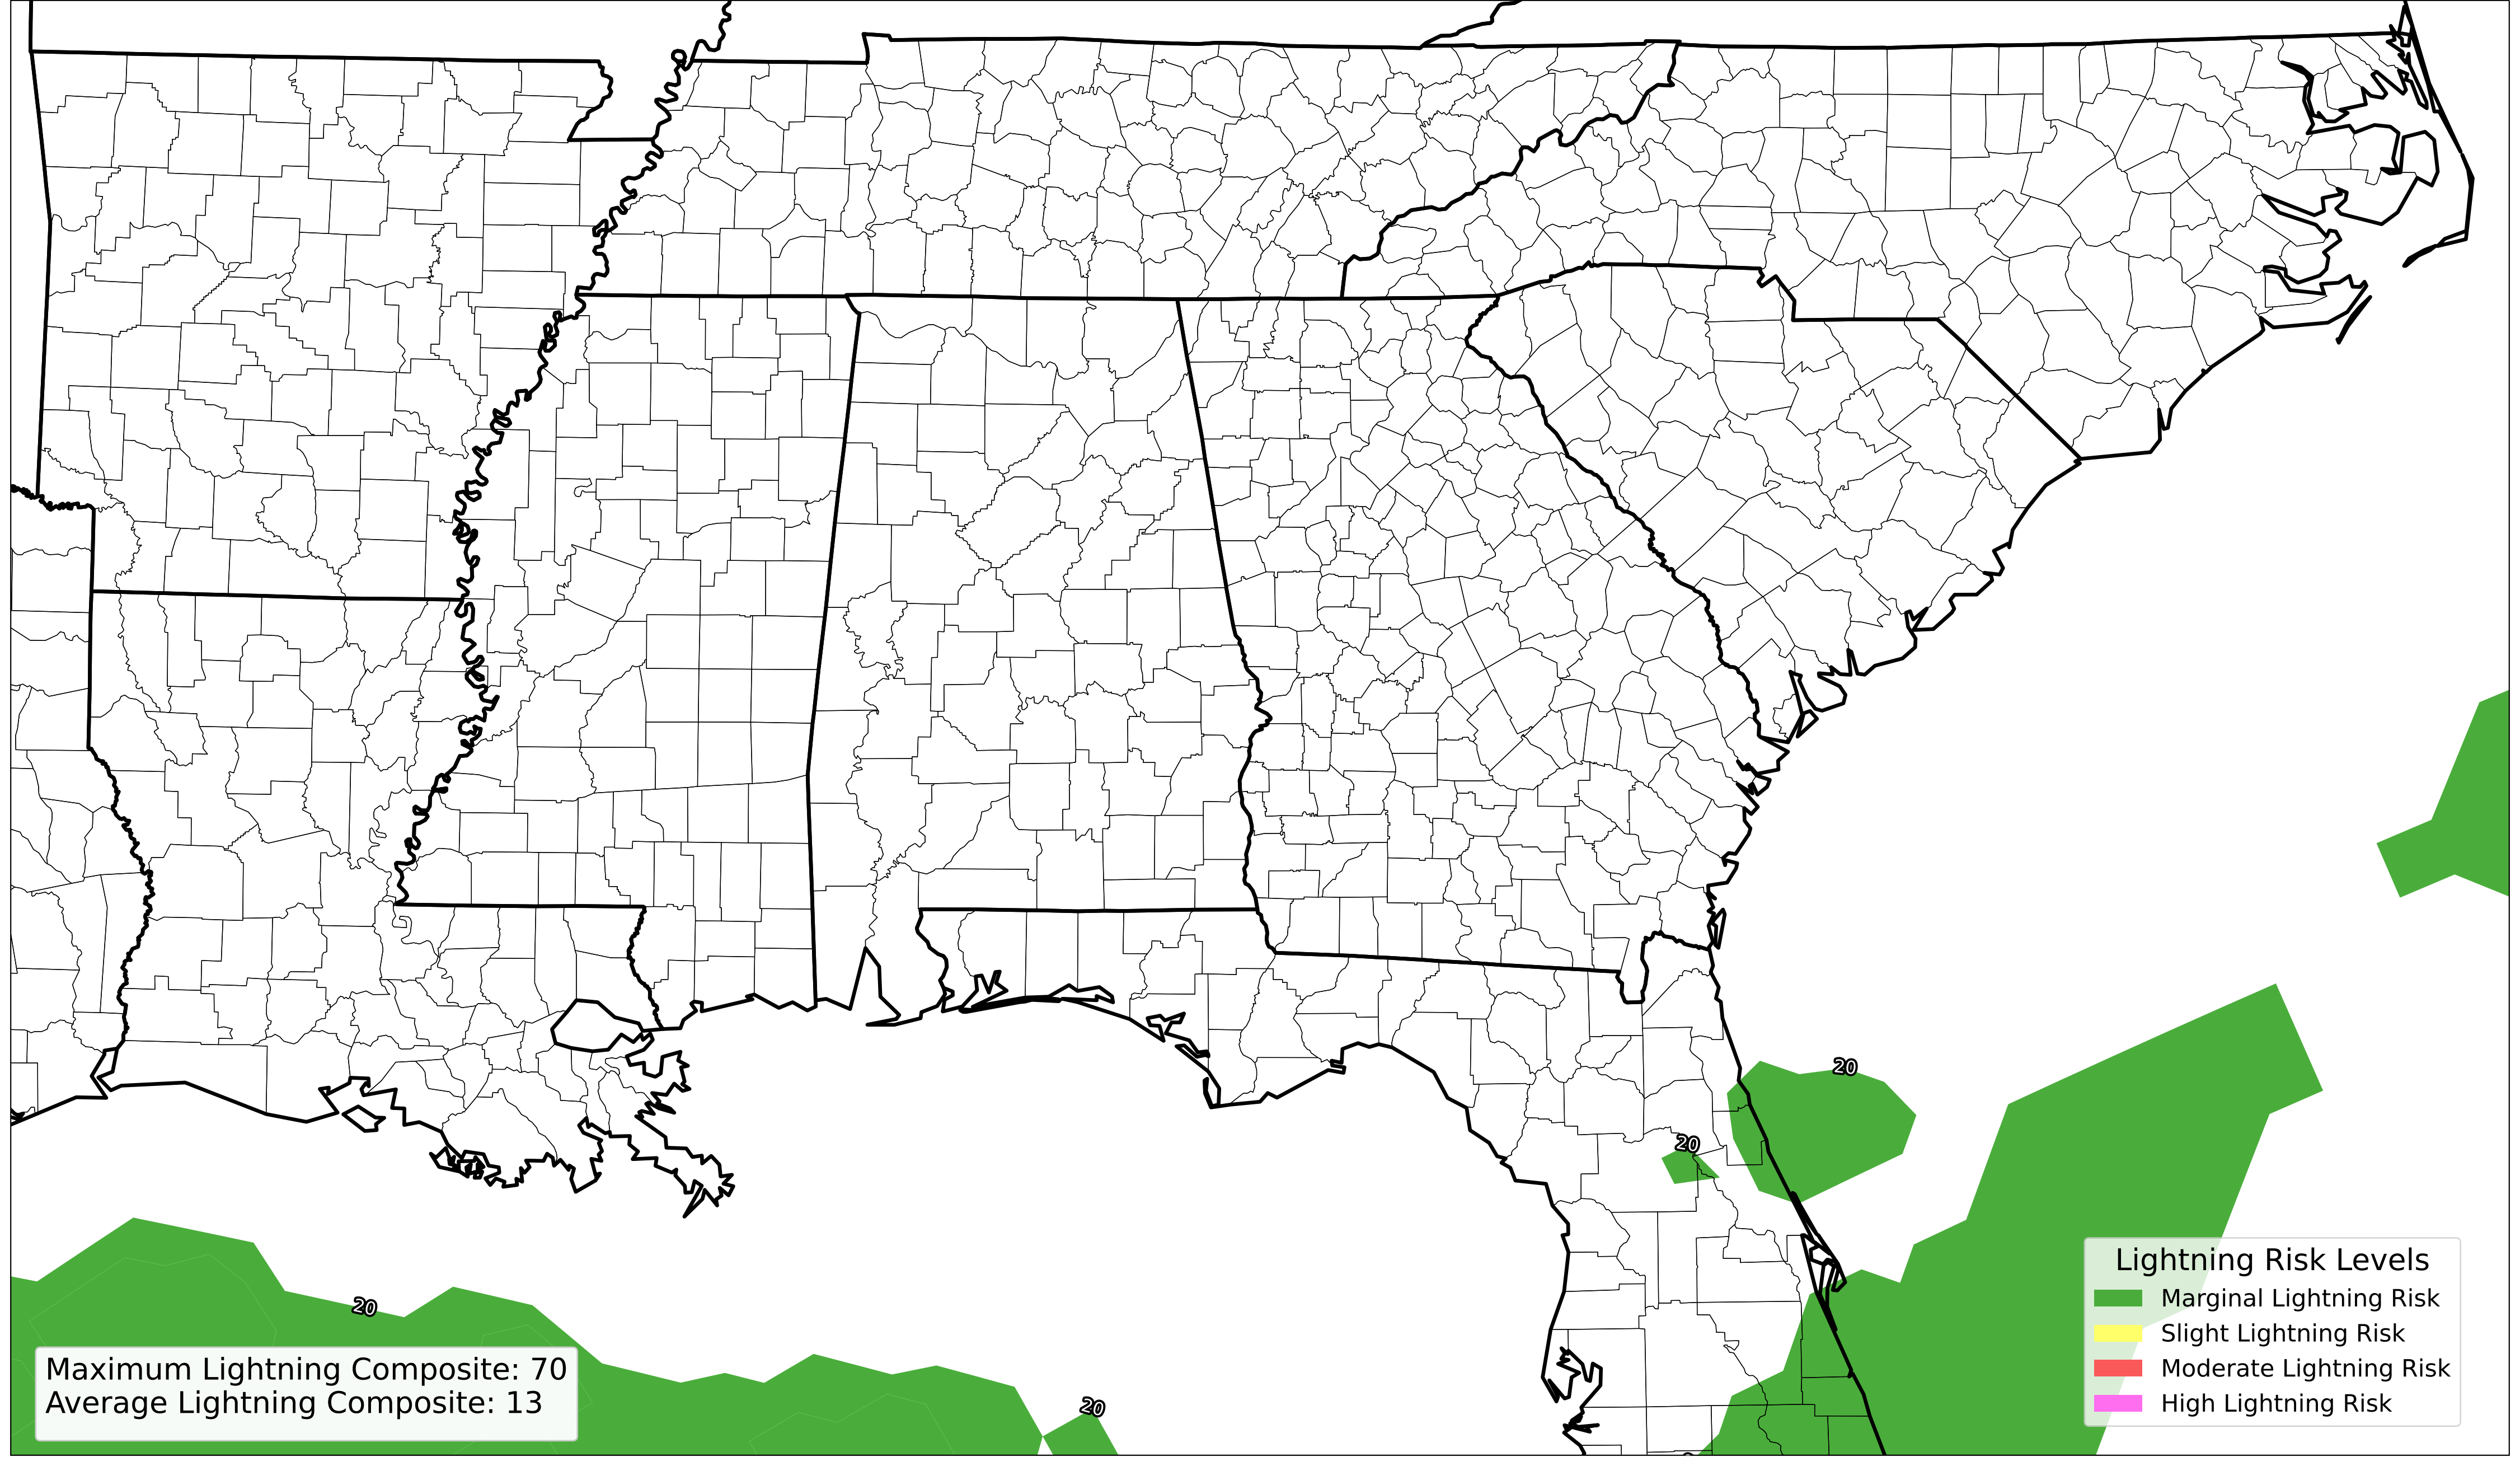 20
20
20
20
Lightning Risk Levels
Marginal Lightning Risk
Slight Lightning Risk
Moderate Lightning Risk
High Lightning Risk
Maximum Lightning Composite: 70
Average Lightning Composite: 13